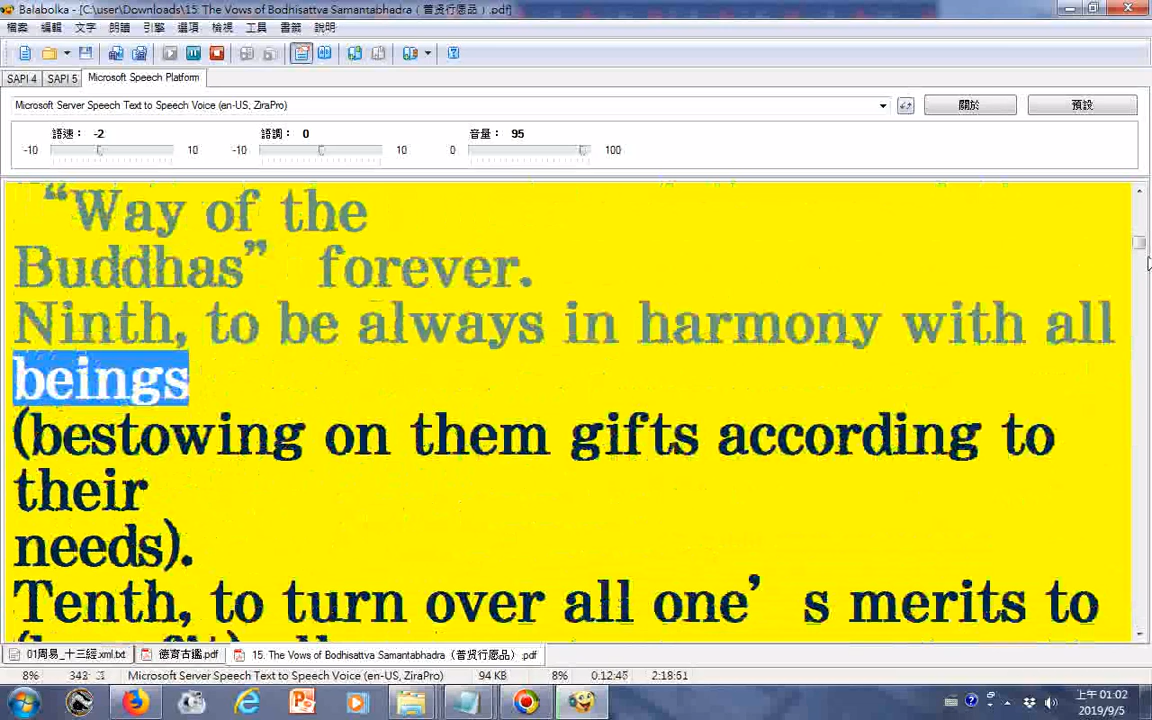 Balabolka - [C:\user\Downloads\15. The Vows of Bodhisattva Samantabhadra（普贤行愿品）.pdf]
檔案 編輯 文字 朗讀 引擎 選項 檢視 工具 書籤 說明
SAPI 4 SAPI 5 Microsoft Speech Platform
Microsoft Server Speech Text to Speech Voice (en-US, ZiraPro) 關於 預設
語速： -2 語調： 0 音量： 95
-10 10 -10 10 0 100
“Way of the
Buddhas” forever.
Ninth, to be always in harmony with all
beings
(bestowing on them gifts according to
their
needs).
Tenth, to turn over all one’s merits to
01周易_十三經.xml.txt 德育古鑑.pdf 15. The Vows of Bodhisattva Samantabhadra（普贤行愿品）.pdf
8% Microsoft Server Speech Text to Speech Voice (en-US, ZiraPro) 94 KB 8% 0:12:45 2:18:51
上午 01:02
2019/9/5